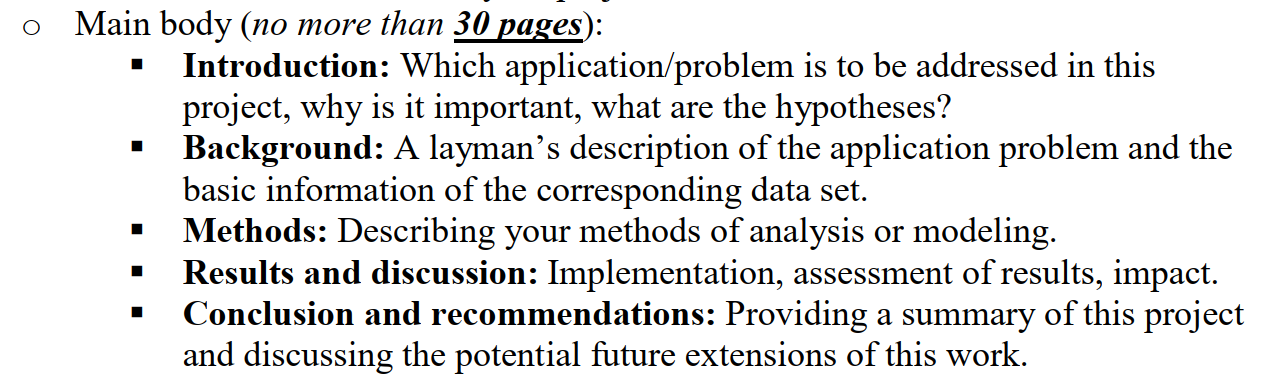 o Main body (no more than 30 pages):
▪ Introduction: Which application/problem is to be addressed in this
project, why is it important, what are the hypotheses?
▪ Background: A layman’s description of the application problem and the
basic information of the corresponding data set.
▪ Methods: Describing your methods of analysis or modeling.
▪ Results and discussion: Implementation, assessment of results, impact.
▪ Conclusion and recommendations: Providing a summary of this project
and discussing the potential future extensions of this work.